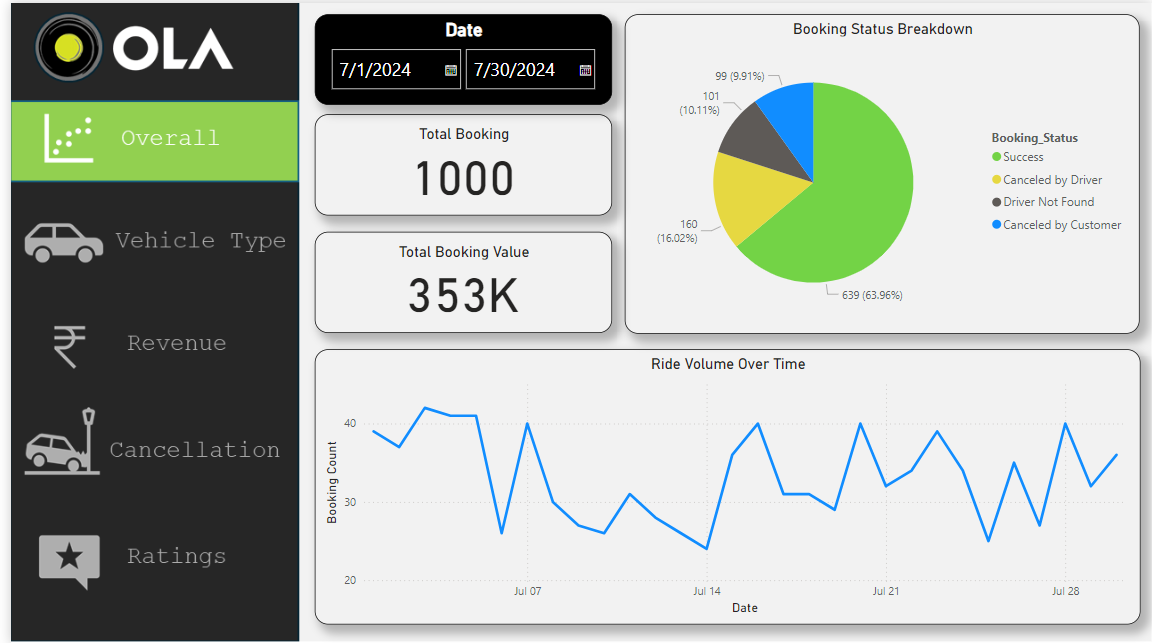 OLA
Overall
Vehicle Type
Revenue
Cancellation
Ratings
Date
7/1/2024
7/30/2024
Total Booking
1000
Total Booking Value
353K
Booking Status Breakdown
99 (9.91%)
101
(10.11%)
160
(16.02%)
639 (63.96%)
Booking_Status
Success
Canceled by Driver
Driver Not Found
Canceled by Customer
Ride Volume Over Time
Booking Count
40
30
20
Jul 07
Jul 14
Jul 21
Jul 28
Date